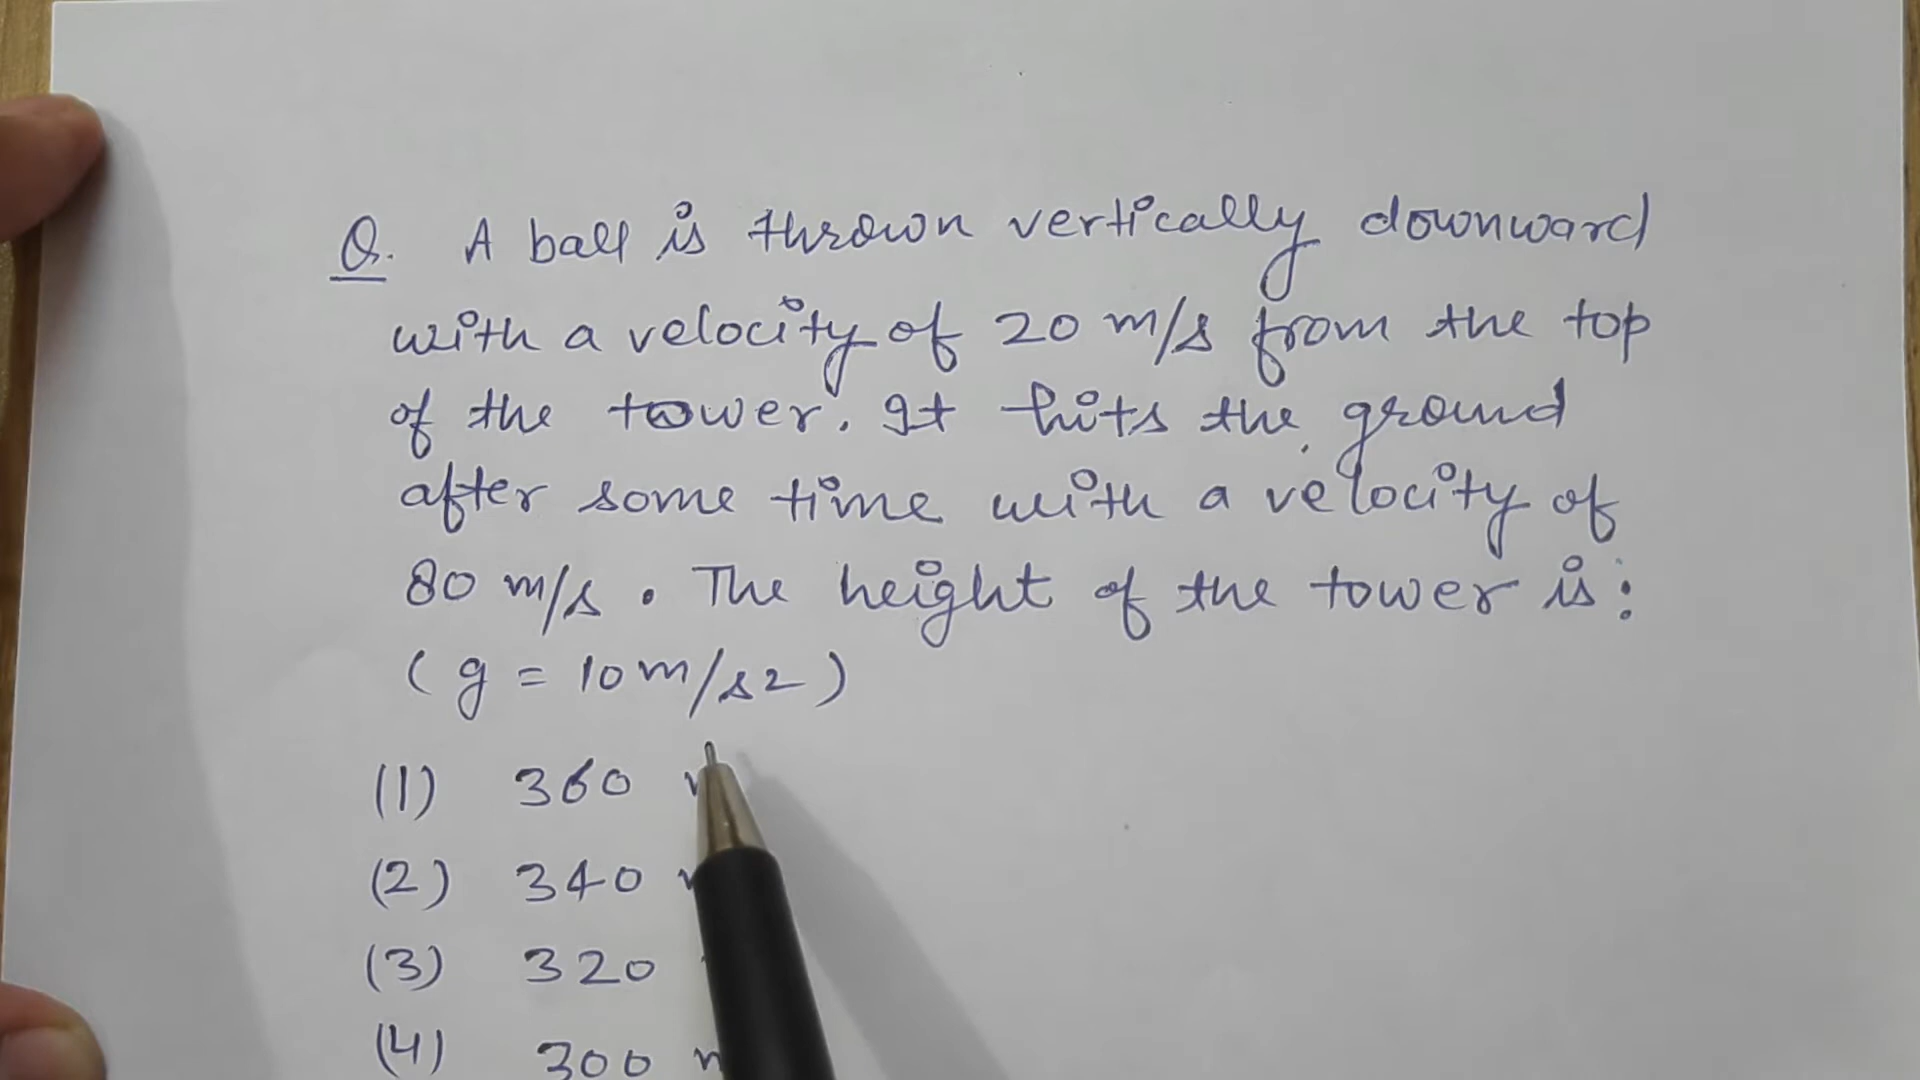 Q. A ball is thrown vertically downward
with a velocity of 20 m/s from the top
of the tower. It hits the ground
after some time with a velocity of
80 m/s. The height of the tower is:
(g = 10 m/s2)
(1) 360
(2) 340
(3) 320
(4) 300